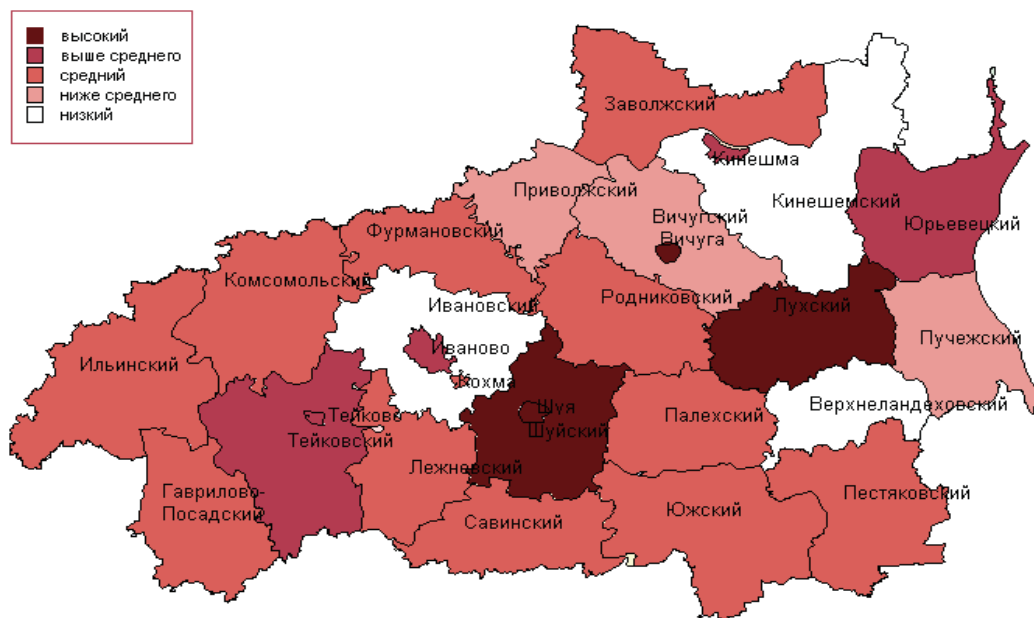 высокий
выше среднего
средний
ниже среднего
низкий
Заволжский
Кинешма
Приволжский
Кинешемский
Вичугский
Вичуга
Юрьевецкий
Фурмановский
Комсомольский
Ивановский
Родниковский
Лухский
Пучежский
Ильинский
Иваново
Кохма
Верхнеландеховский
Тейково
Тейковский
Шуя
Шуйский
Палехский
Лежневский
Гаврилово-
Посадский
Савинский
Южский
Пестяковский